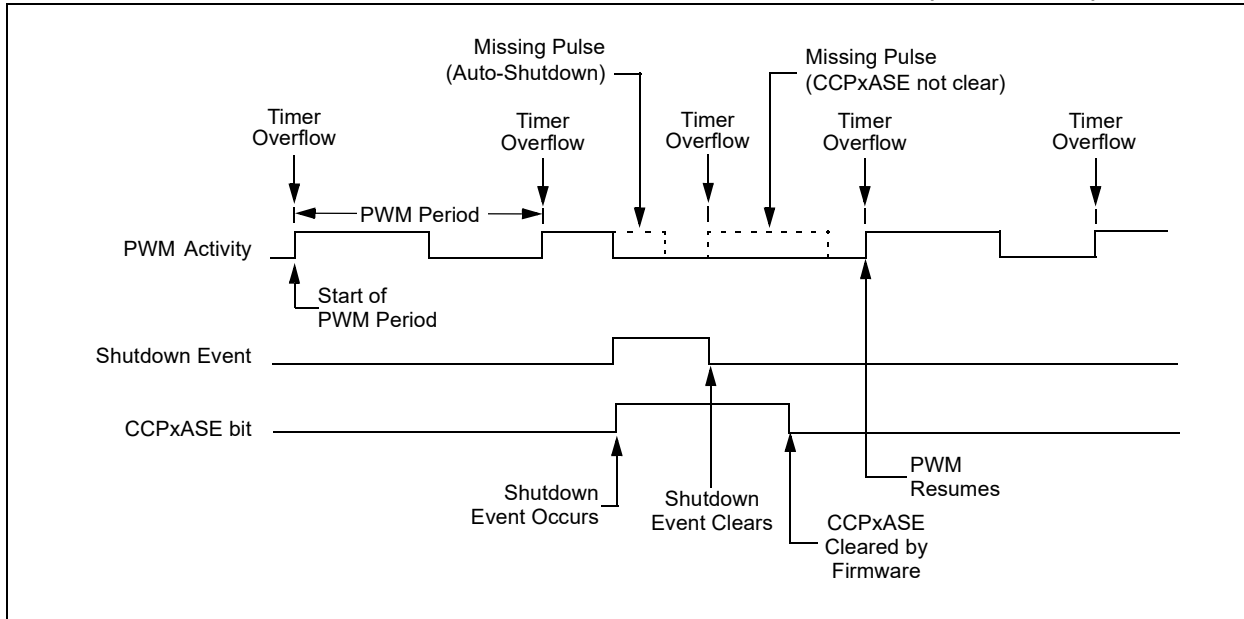 Missing Pulse
(Auto-Shutdown)
Missing Pulse
(CCPxASE not clear)
Timer
Overflow
Timer
Overflow
Timer
Overflow
Timer
Overflow
Timer
Overflow
PWM Period
PWM Activity
Start of
PWM Period
Shutdown Event
CCPxASE bit
Shutdown
Event Occurs
Shutdown
Event Clears
CCPxASE
Cleared by
Firmware
PWM
Resumes